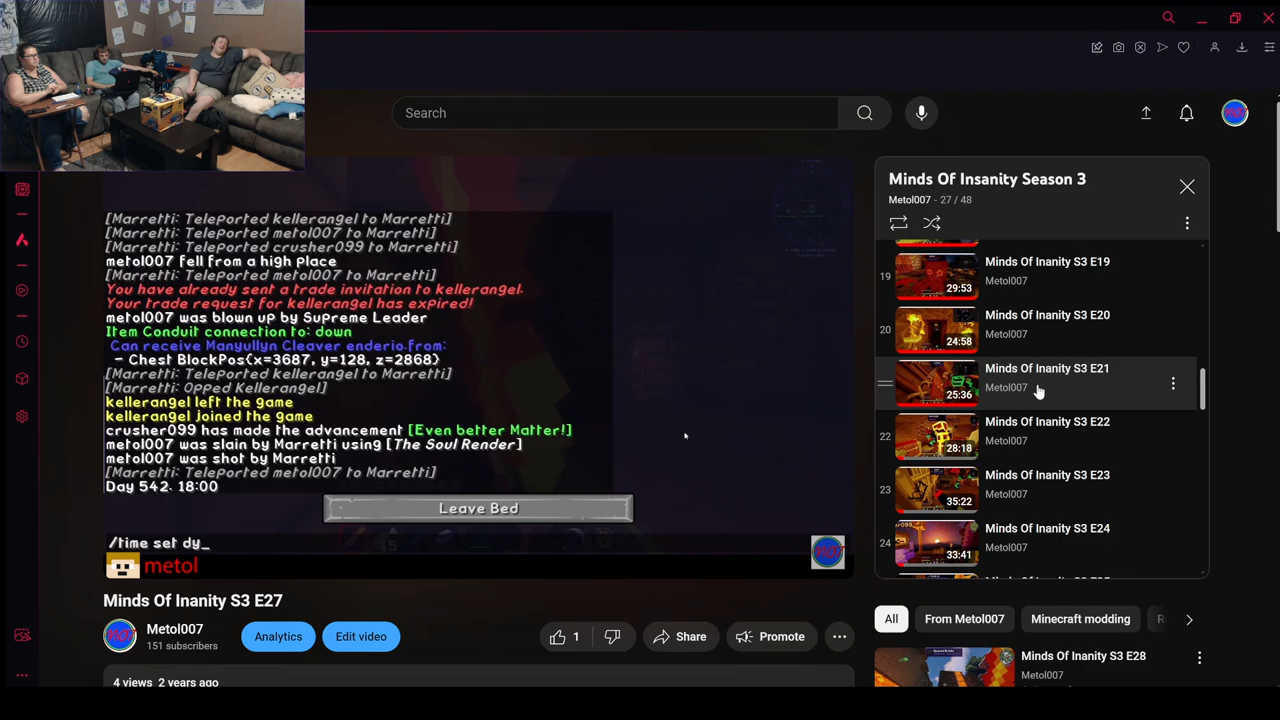 Search
[Marretti: Teleported kellerangel to Marretti]
[Marretti: Teleported metol007 to Marretti]
[Marretti: Teleported crusher099 to Marretti]
metol007 fell from a high place
[Marretti: Teleported metol007 to Marretti]
You have already sent a trade invitation to kellerangel.
Your trade request for kellerangel has expired!
metol007 was blown up by Supreme Leader
Item Conduit connection to: down
Can receive Manyullyn Cleaver enderio.from:
- Chest BlockPos{x=3687, y=128, z=2868}
[Marretti: Teleported kellerangel to Marretti]
[Marretti: Opped Kellerangel]
kellerangel left the game
kellerangel joined the game
crusher099 has made the advancement [Even better Matter!]
metol007 was slain by Marretti using [The Soul Render]
metol007 was shot by Marretti
[Marretti: Teleported metol007 to Marretti]
Day 542. 18:00
Leave Bed
/time set dy_
metol
Minds Of Inanity S3 E27
Metol007
151 subscribers
Analytics
Edit video
1
Share
Promote
4 views 2 years ago
Minds Of Insanity Season 3
Metol007 - 27 / 48
19
29:53
Minds Of Inanity S3 E19
Metol007
20
24:58
Minds Of Inanity S3 E20
Metol007
25:36
Minds Of Inanity S3 E21
Metol007
22
28:18
Minds Of Inanity S3 E22
Metol007
23
35:22
Minds Of Inanity S3 E23
Metol007
24
33:41
Minds Of Inanity S3 E24
Metol007
All
From Metol007
Minecraft modding
Minds Of Inanity S3 E28
Metol007